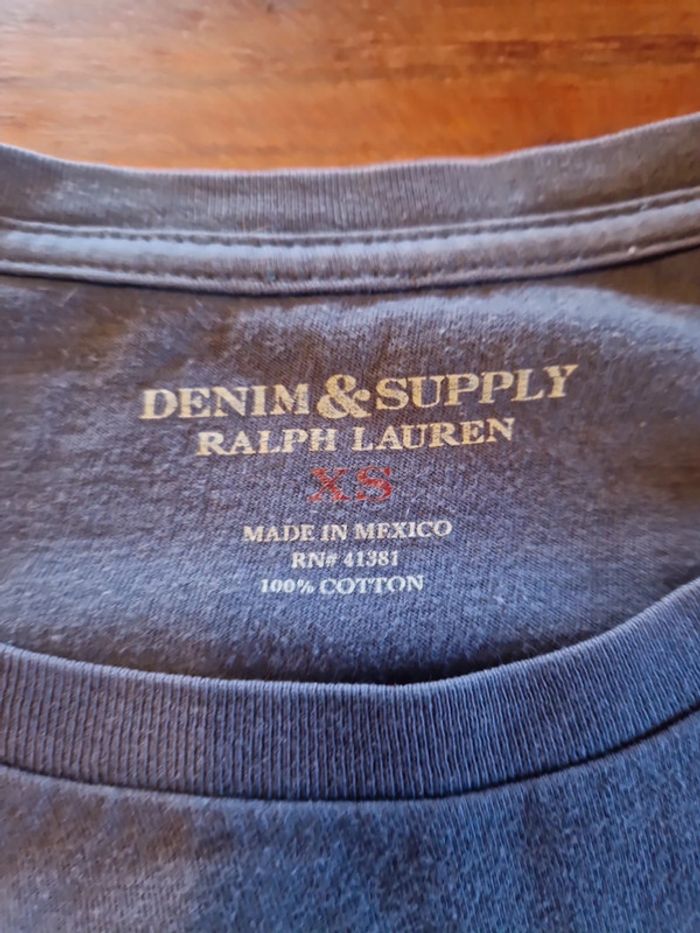 DENIM & SUPPLY
RALPH LAUREN
XS
MADE IN MEXICO
RN# 41381
100% COTTON